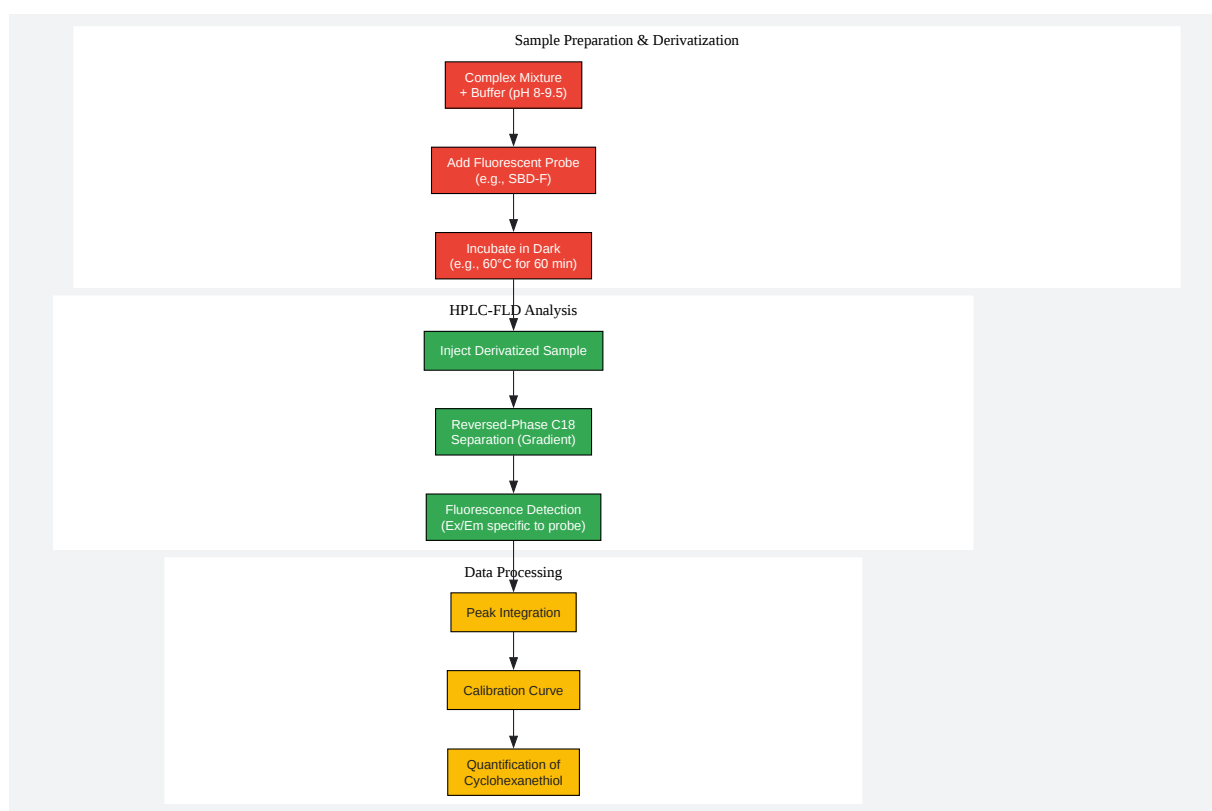 Sample Preparation & Derivatization
Complex Mixture
+ Buffer (pH 8-9.5)
Add Fluorescent Probe
(e.g., SBD-F)
Incubate in Dark
(e.g., 60°C for 60 min)
HPLC-FLD Analysis
Inject Derivatized Sample
Reversed-Phase C18
Separation (Gradient)
Fluorescence Detection
(Ex/Em specific to probe)
Data Processing
Peak Integration
Calibration Curve
Quantification of
Cyclohexanethiol